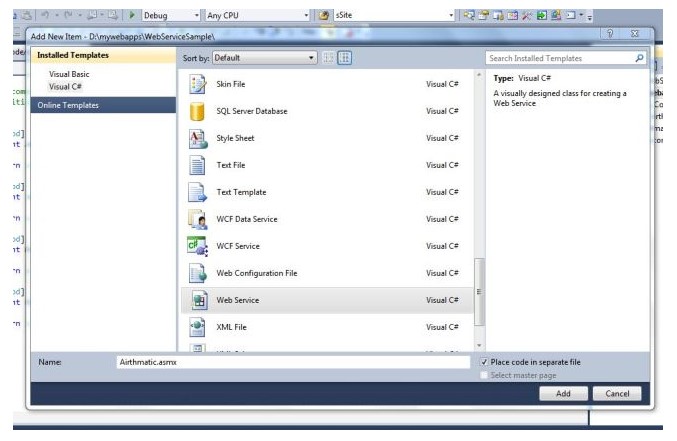 Debug Any CPU sSite
Add New Item - D:\mywebapps\WebServiceSample\
Installed Templates
Visual Basic
Visual C#
Online Templates
Sort by: Default
Search Installed Templates
Skin File Visual C#
SQL Server Database Visual C#
Style Sheet Visual C#
Text File Visual C#
Text Template Visual C#
WCF Data Service Visual C#
WCF Service Visual C#
Web Configuration File Visual C#
Web Service Visual C#
XML File Visual C#
Type: Visual C#
A visually designed class for creating a
Web Service
Name: Airthmatic.asmx
Place code in separate file
Select master page
Add Cancel